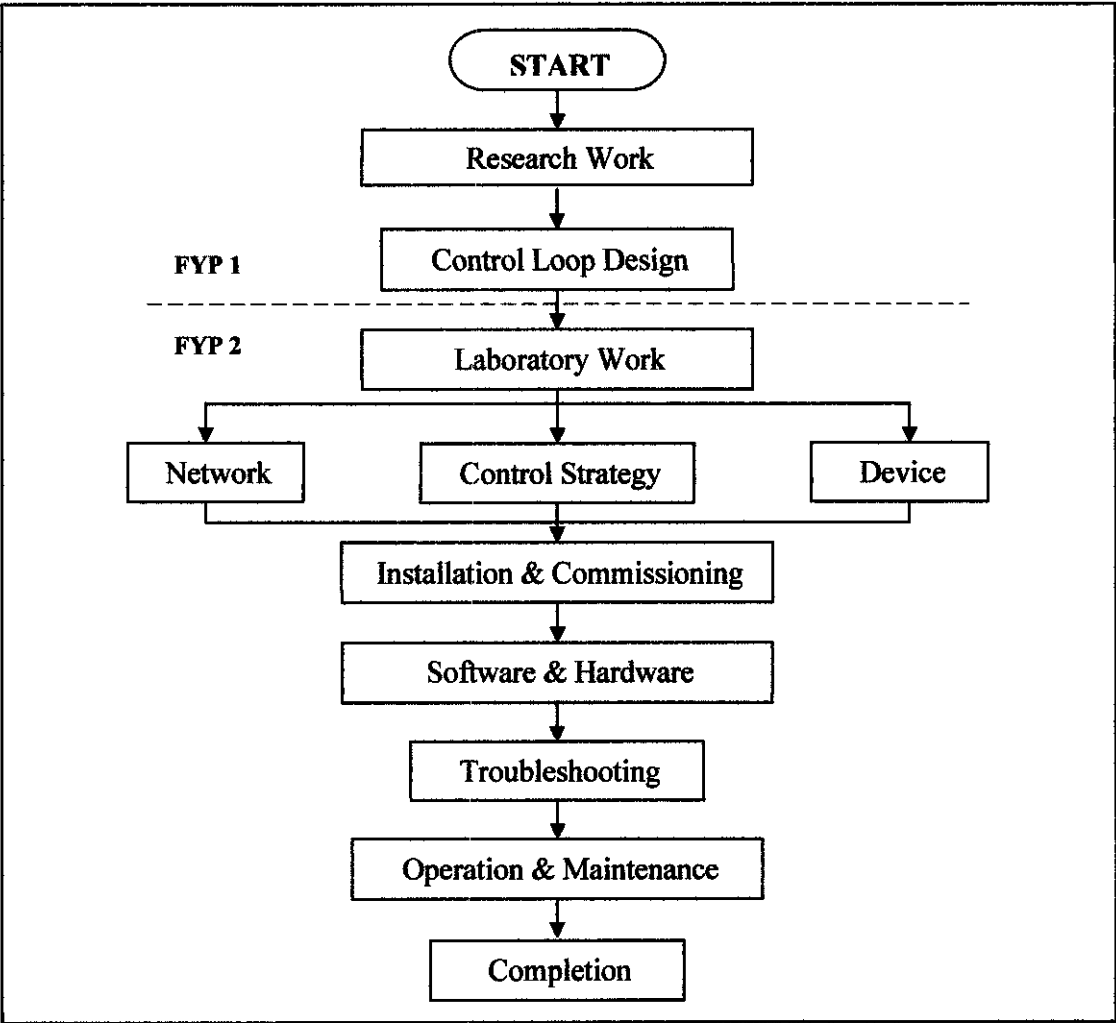 START
Research Work
Control Loop Design
FYP 1
FYP 2
Laboratory Work
Network
Control Strategy
Device
Installation & Commissioning
Software & Hardware
Troubleshooting
Operation & Maintenance
Completion